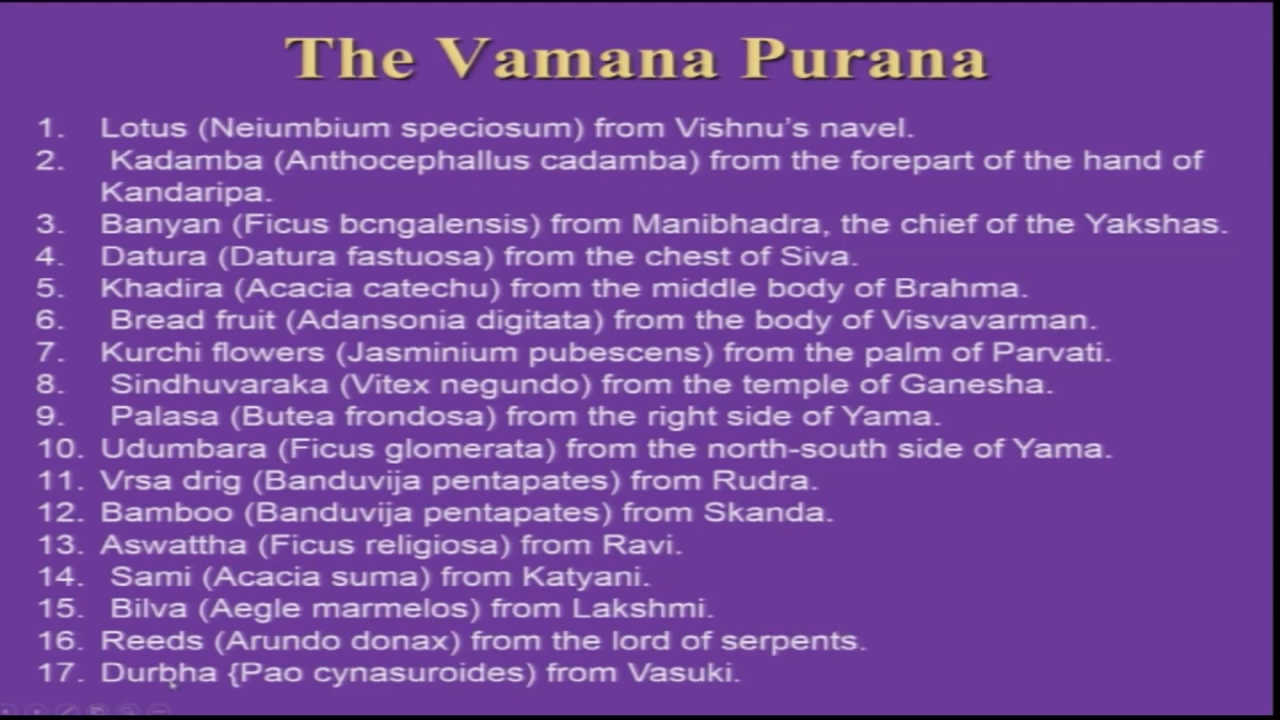 The Vamana Purana
1. Lotus (Neiumbium speciosum) from Vishnu's navel.
2. Kadamba (Anthocephallus cadamba) from the forepart of the hand of
Kandaripa.
3. Banyan (Ficus bcngalensis) from Manibhadra, the chief of the Yakshas.
4. Datura (Datura fastuosa) from the chest of Siva.
5. Khadira (Acacia catechu) from the middle body of Brahma.
6. Bread fruit (Adansonia digitata) from the body of Visvavarman.
7. Kurchi flowers (Jasminium pubescens) from the palm of Parvati.
8. Sindhuvaraka (Vitex negundo) from the temple of Ganesha.
9. Palasa (Butea frondosa) from the right side of Yama.
10. Udumbara (Ficus glomerata) from the north-south side of Yama.
11. Vrsa drig (Banduvija pentapates) from Rudra.
12. Bamboo (Banduvija pentapates) from Skanda.
13. Aswattha (Ficus religiosa) from Ravi.
14. Sami (Acacia suma) from Katyani.
15. Bilva (Aegle marmelos) from Lakshmi.
16. Reeds (Arundo donax) from the lord of serpents.
17. Durbha {Pao cynasuroides) from Vasuki.